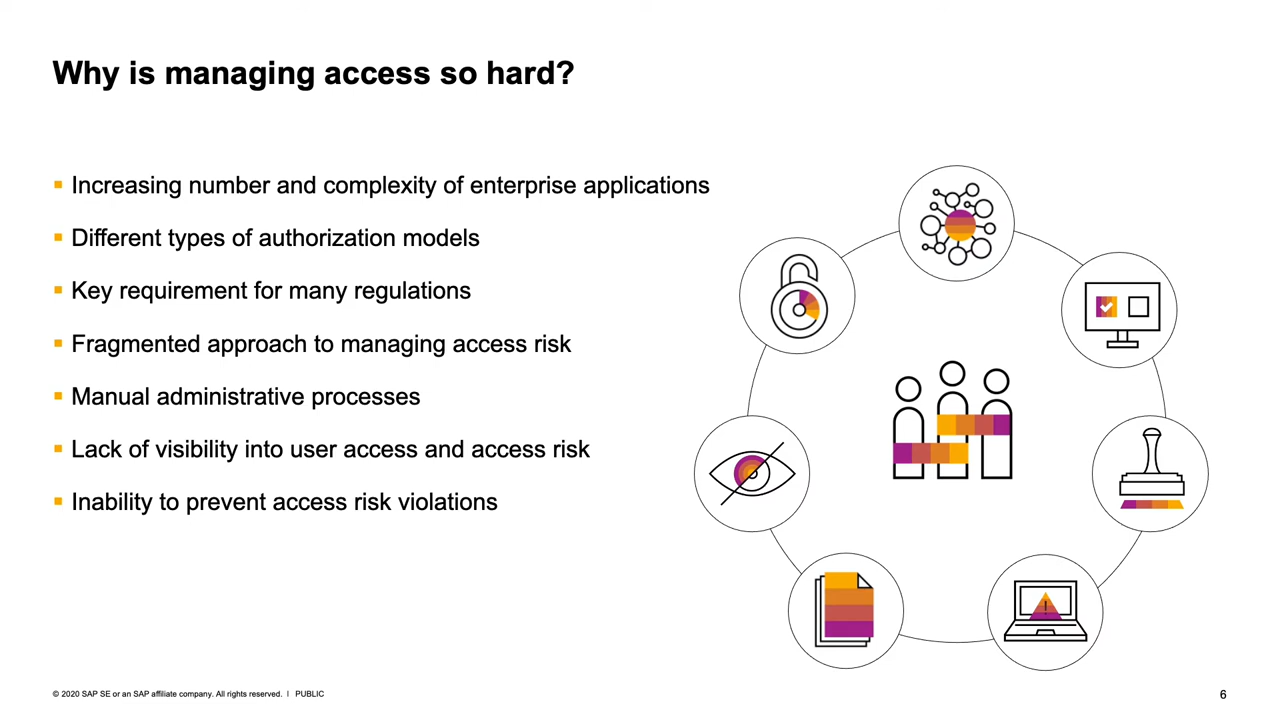 Why is managing access so hard?
▪ Increasing number and complexity of enterprise applications
▪ Different types of authorization models
▪ Key requirement for many regulations
▪ Fragmented approach to managing access risk
▪ Manual administrative processes
▪ Lack of visibility into user access and access risk
▪ Inability to prevent access risk violations
© 2020 SAP SE or an SAP affiliate company. All rights reserved. | PUBLIC
6